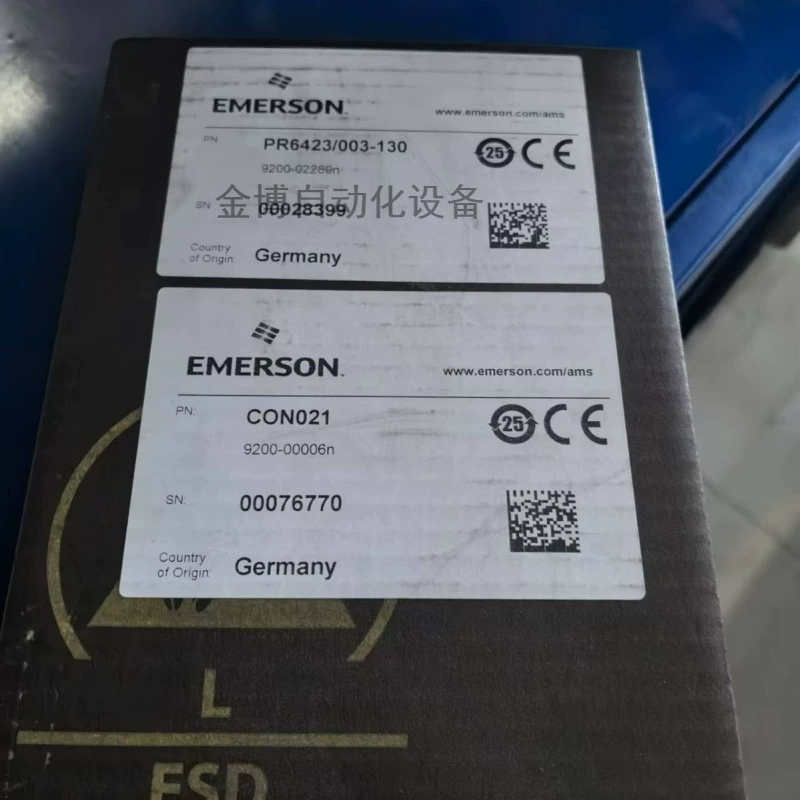 EMERSON.
www.emerson.com/ams
PN
PR6423/003-130
25 CE
9200-02289n
金博自动化设备
SN
00028399
Country
of Origin:
Germany
EMERSON.
www.emerson.com/ams
PN:
CON021
25 CE
9200-00006n
SN:
00076770
Country
of Origin:
Germany
L
ESD